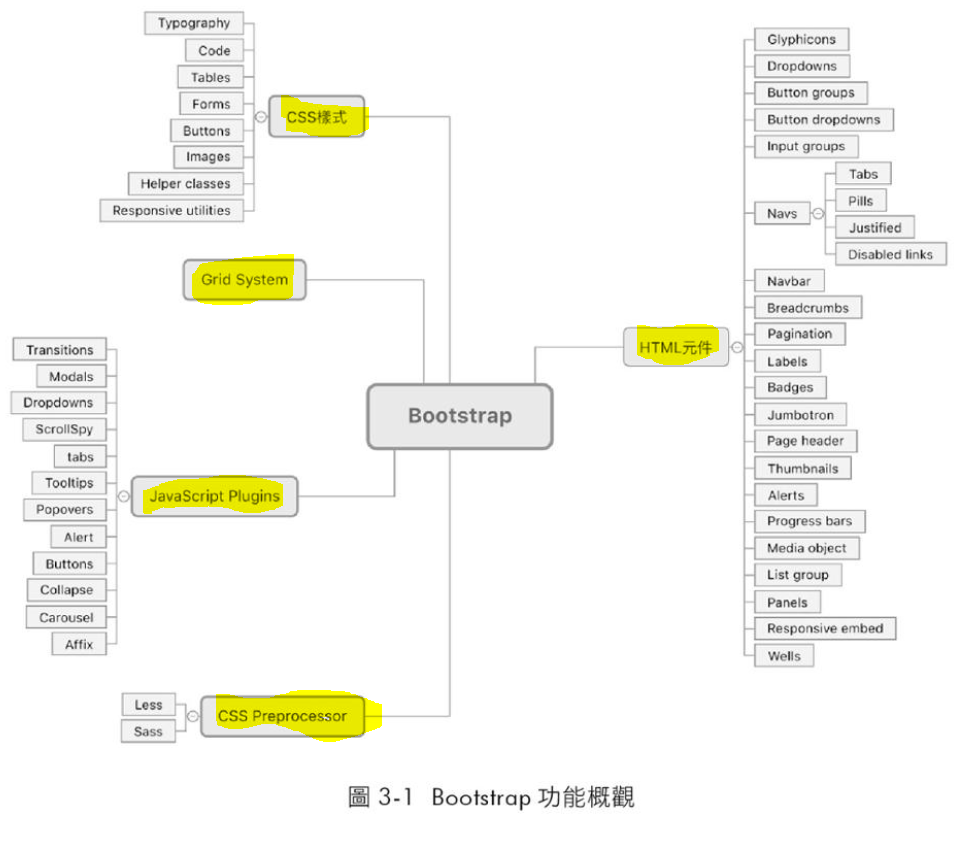 Typography
Code
Tables
Forms
Buttons
Images
Helper classes
Responsive utilities
CSS樣式
Grid System
Transitions
Modals
Dropdowns
ScrollSpy
tabs
Tooltips
Popovers
Alert
Buttons
Collapse
Carousel
Affix
JavaScript Plugins
Less
Sass
CSS Preprocessor
Bootstrap
HTML元件
Glyphicons
Dropdowns
Button groups
Button dropdowns
Input groups
Navs
Tabs
Pills
Justified
Disabled links
Navbar
Breadcrumbs
Pagination
Labels
Badges
Jumbotron
Page header
Thumbnails
Alerts
Progress bars
Media object
List group
Panels
Responsive embed
Wells
圖 3-1 Bootstrap 功能概觀